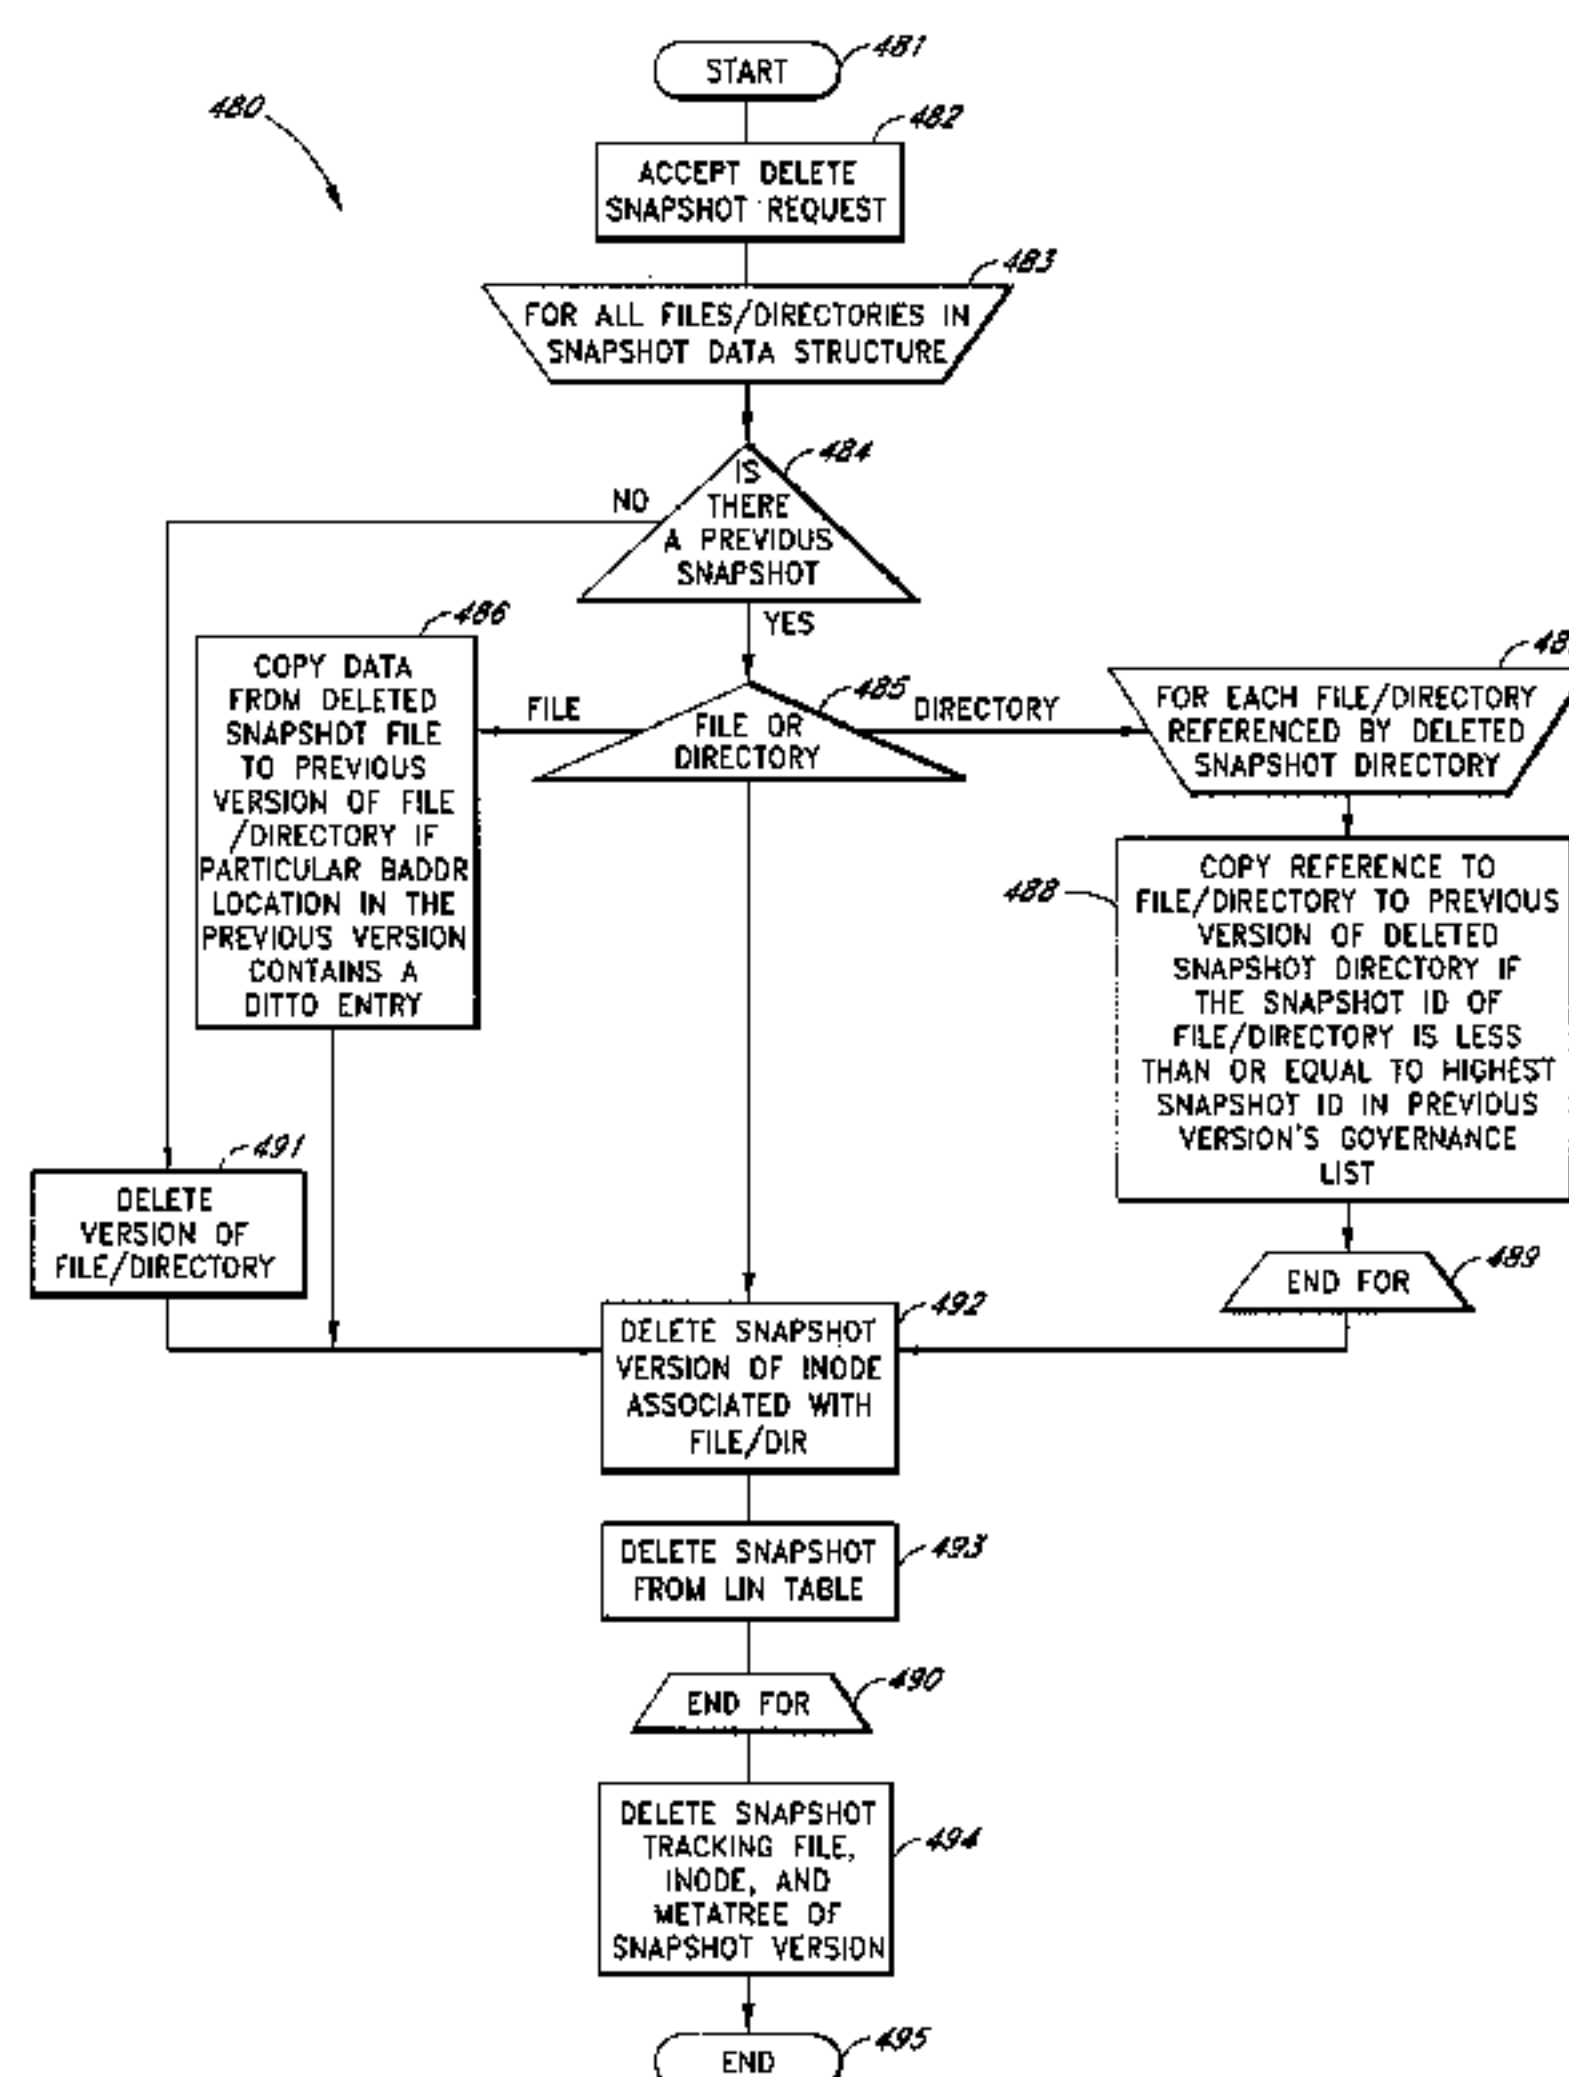 481
START
480
482
ACCEPT DELETE
SNAPSHOT REQUEST
483
FOR ALL FILES/DIRECTORIES IN
SNAPSHOT DATA STRUCTURE
484
IS
THERE
A PREVIOUS
SNAPSHOT
NO
YES
486
COPY DATA
FROM DELETED
SNAPSHOT FILE
TO PREVIOUS
VERSION OF FILE
/DIRECTORY IF
PARTICULAR BADDR
LOCATION IN THE
PREVIOUS VERSION
CONTAINS A
DITTO ENTRY
FILE
485
FILE OR
DIRECTORY
DIRECTORY
FOR EACH FILE/DIRECTORY
REFERENCED BY DELETED
SNAPSHOT DIRECTORY
488
COPY REFERENCE TO
FILE/DIRECTORY TO PREVIOUS
VERSION OF DELETED
SNAPSHOT DIRECTORY IF
THE SNAPSHOT ID OF
FILE/DIRECTORY IS LESS
THAN OR EQUAL TO HIGHEST
SNAPSHOT ID IN PREVIOUS
VERSION'S GOVERNANCE
LIST
491
DELETE
VERSION OF
FILE/DIRECTORY
489
END FOR
492
DELETE SNAPSHOT
VERSION OF INODE
ASSOCIATED WITH
FILE/DIR
493
DELETE SNAPSHOT
FROM LIN TABLE
490
END FOR
494
DELETE SNAPSHOT
TRACKING FILE,
INODE, AND
METATREE OF
SNAPSHOT VERSION
495
END